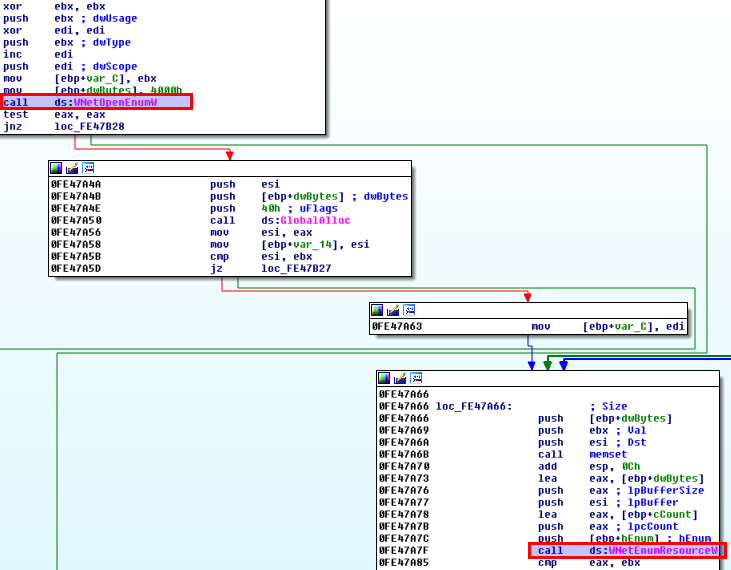 xor ebx, ebx
push ebx ; dwUsage
xor edi, edi
push ebx ; dwType
inc edi
push edi ; dwScope
mov [ebp+var_C], ebx
mov [ebp+dwBytes], 4000h
call ds:WNetOpenEnumW
test eax, eax
jnz loc_FE47B28
0FE47A4A push esi
0FE47A4B push [ebp+dwBytes] ; dwBytes
0FE47A4E push 40h ; uFlags
0FE47A50 call ds:GlobalAlloc
0FE47A56 mov esi, eax
0FE47A58 mov [ebp+var_14], esi
0FE47A5B cmp esi, ebx
0FE47A5D jz loc_FE47B27
0FE47A63 mov [ebp+var_C], edi
0FE47A66
0FE47A66 loc_FE47A66: ; Size
0FE47A66 push [ebp+dwBytes]
0FE47A69 push ebx ; Val
0FE47A6A push esi ; Dst
0FE47A6B call memset
0FE47A70 add esp, 0Ch
0FE47A73 lea eax, [ebp+dwBytes]
0FE47A76 push eax ; lpBufferSize
0FE47A77 push esi ; lpBuffer
0FE47A78 lea eax, [ebp+cCount]
0FE47A7B push eax ; lpcCount
0FE47A7C push [ebp+hEnum] ; hEnum
0FE47A7F call ds:WNetEnumResourceW
0FE47A85 cmp eax, ebx